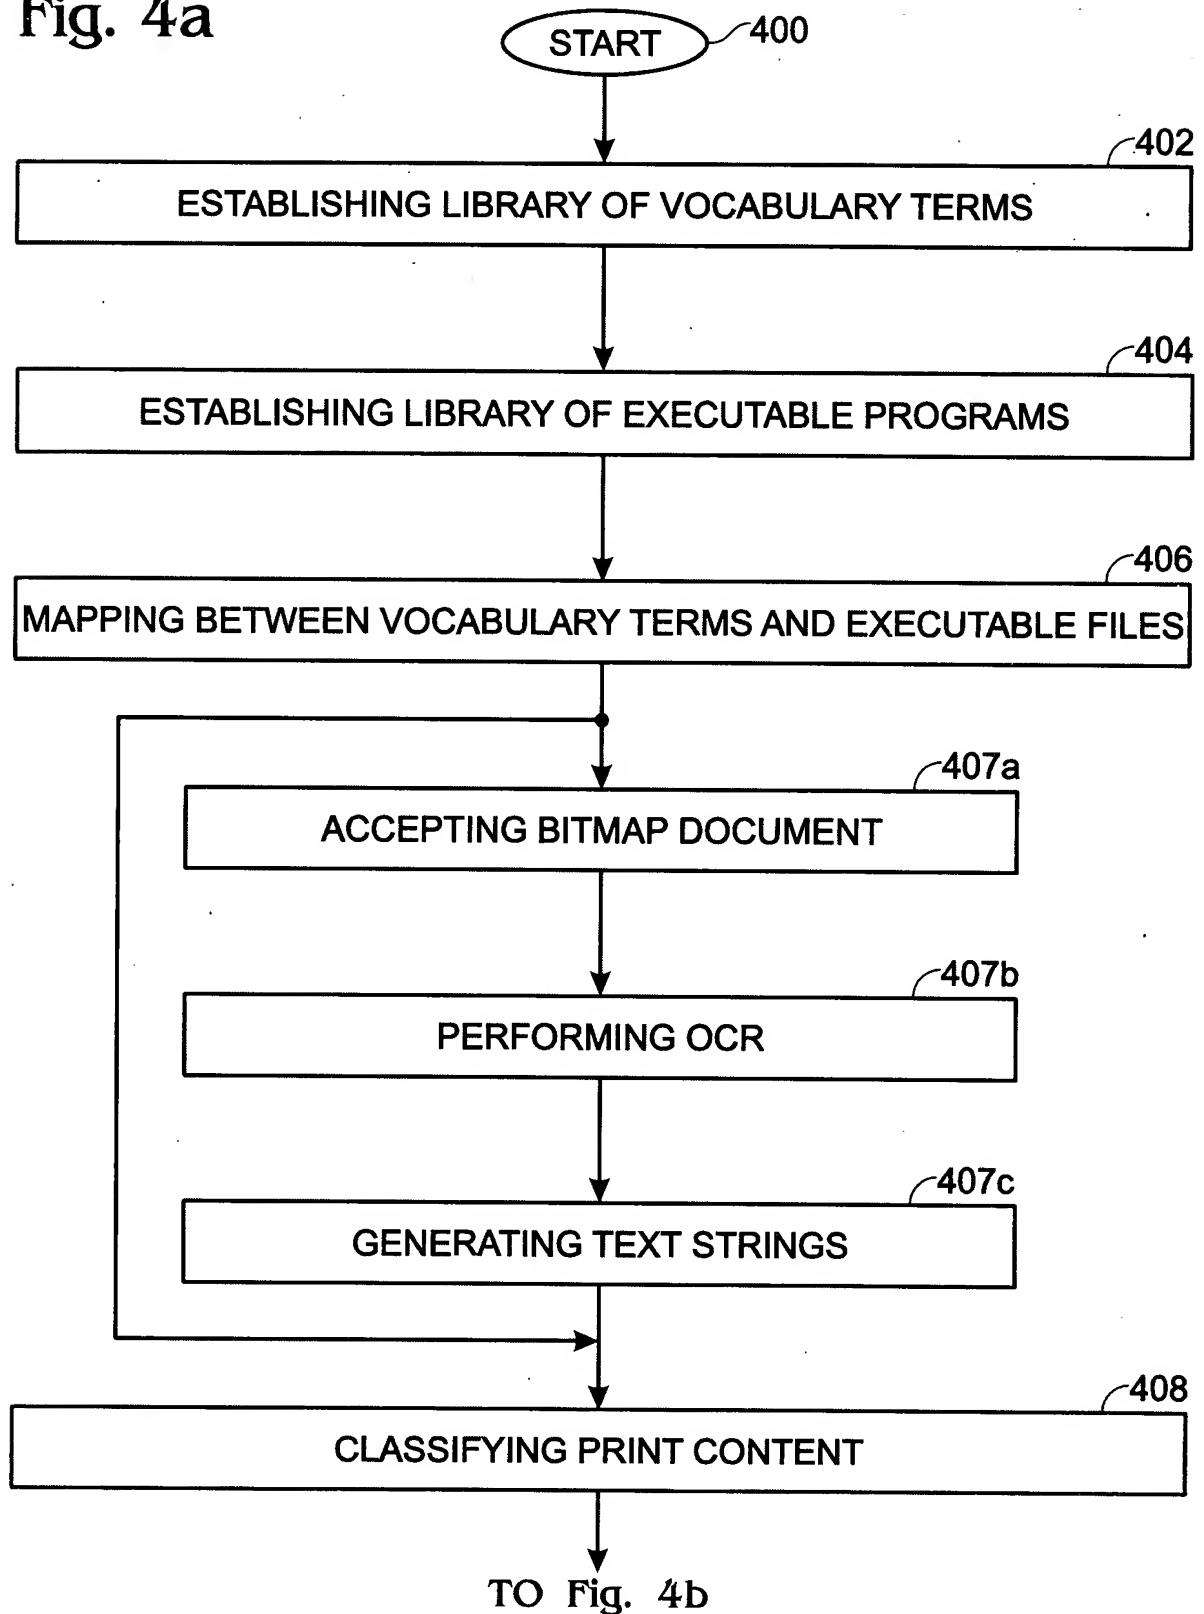 Fig. 4a
START
400
402
ESTABLISHING LIBRARY OF VOCABULARY TERMS
404
ESTABLISHING LIBRARY OF EXECUTABLE PROGRAMS
406
MAPPING BETWEEN VOCABULARY TERMS AND EXECUTABLE FILES
407a
ACCEPTING BITMAP DOCUMENT
407b
PERFORMING OCR
407c
GENERATING TEXT STRINGS
408
CLASSIFYING PRINT CONTENT
TO Fig. 4b